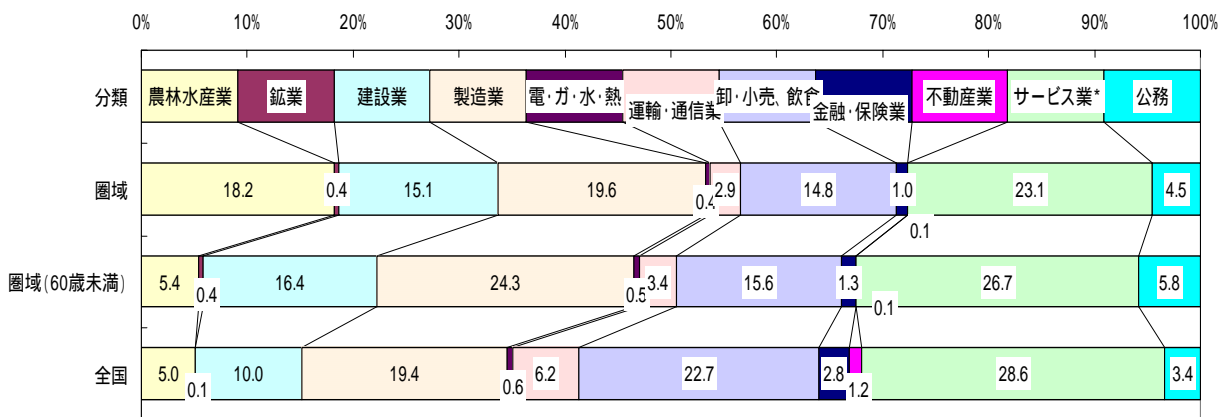 0% 10% 20% 30% 40% 50% 60% 70% 80% 90% 100%
分類 農林水産業 鉱業 建設業 製造業 電・ガ・水・熱 運輸・通信業 卸・小売、飲食 金融・保険業 不動産業 サービス業* 公務
圏域 18.2 0.4 15.1 19.6 0.4 2.9 14.8 1.0 0.1 23.1 4.5
圏域(60歳未満) 5.4 0.4 16.4 24.3 0.5 3.4 15.6 1.3 0.1 26.7 5.8
全国 5.0 0.1 10.0 19.4 0.6 6.2 22.7 2.8 1.2 28.6 3.4